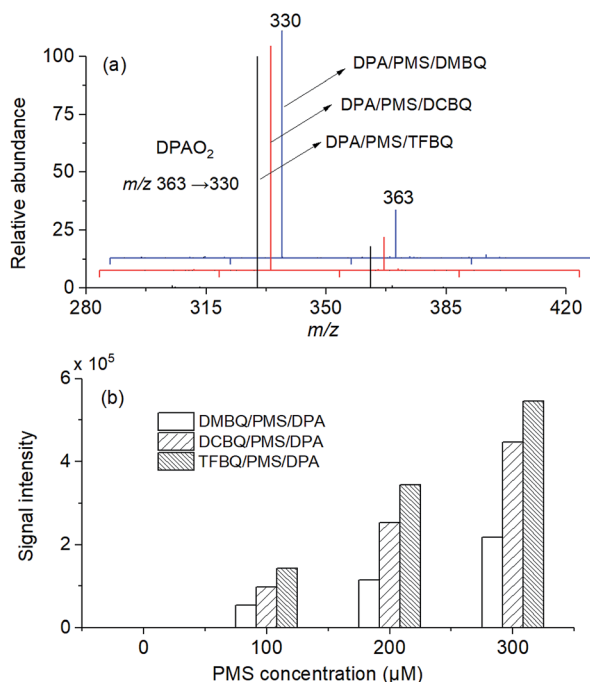 (a)
330
DPA/PMS/DMBQ
DPA/PMS/DCBQ
DPA/PMS/TFBQ
DPAO₂
m/z 363 →330
363
Relative abundance
100
75
50
25
0
280 315 350 385 420
m/z
x 10⁵
(b)
DMBQ/PMS/DPA
DCBQ/PMS/DPA
TFBQ/PMS/DPA
Signal intensity
6
4
2
0
0 100 200 300
PMS concentration (µM)